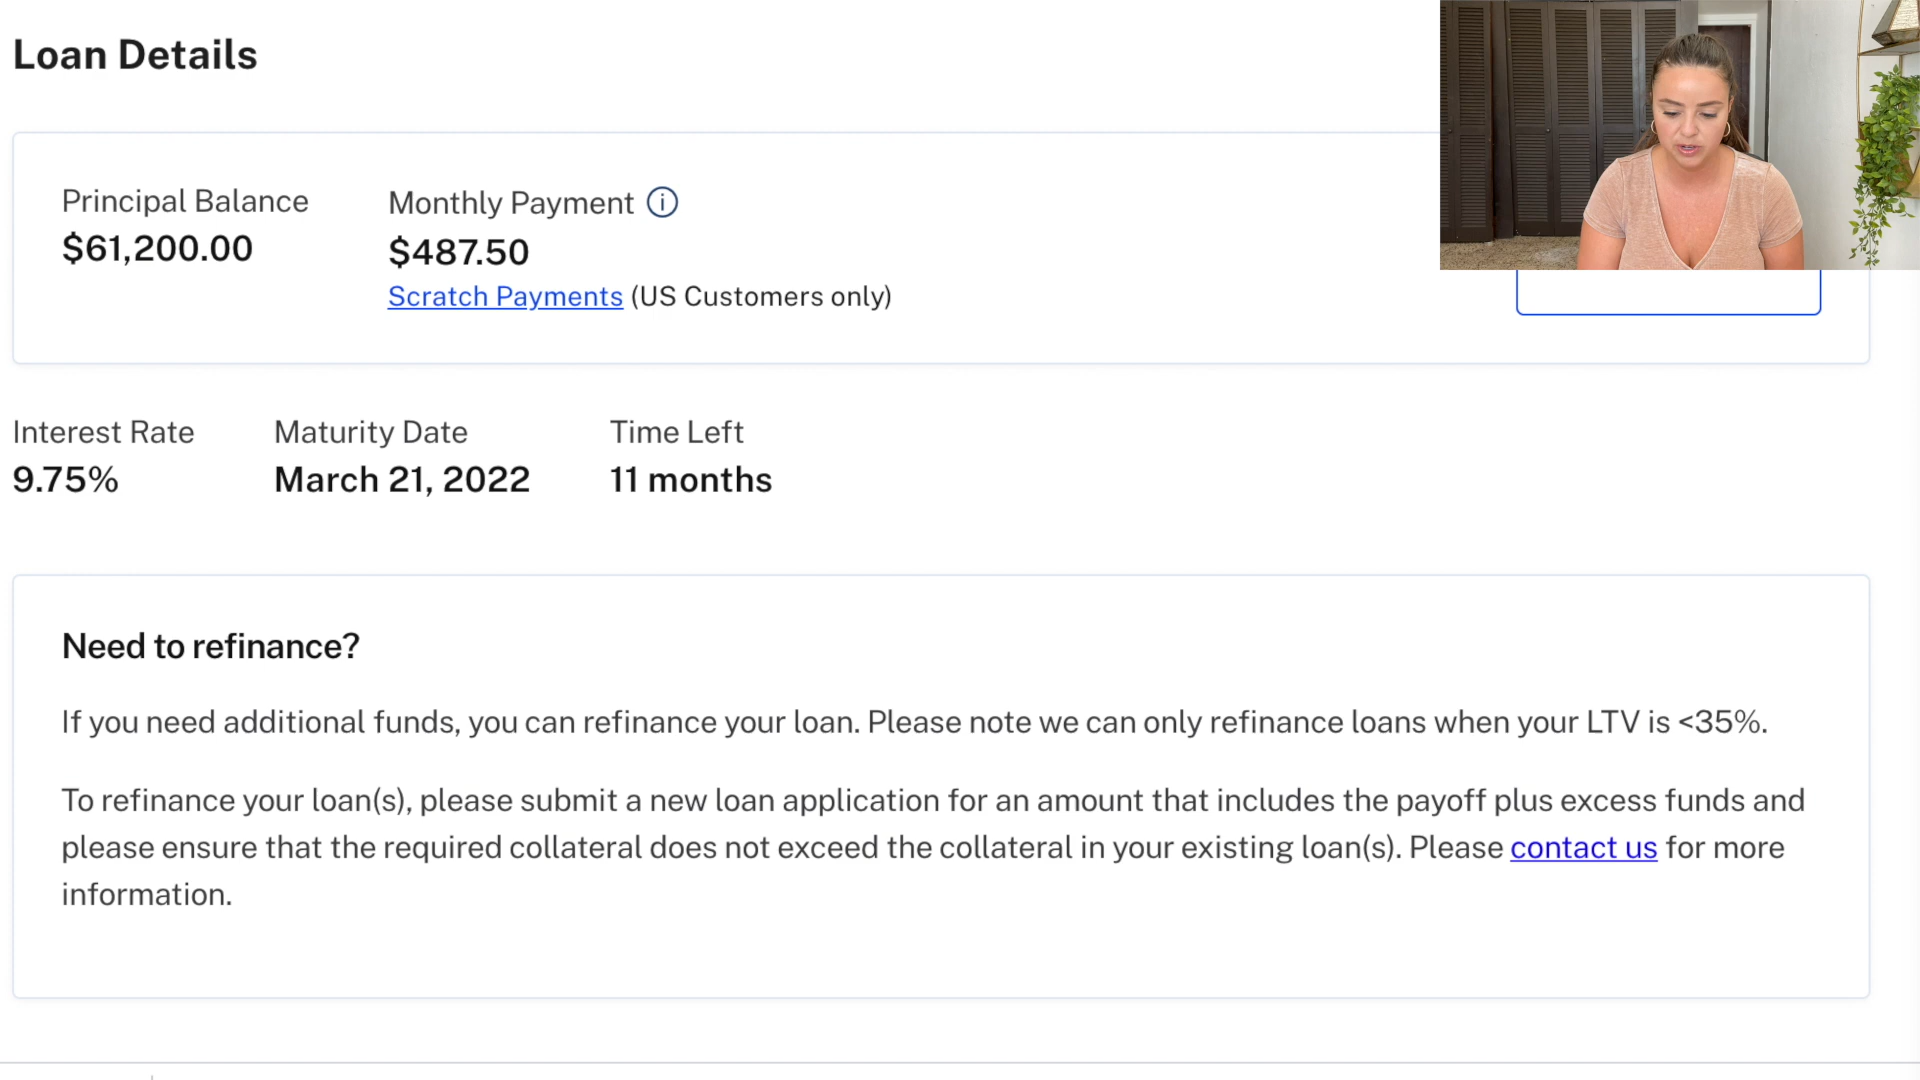 Loan Details
Principal Balance
$61,200.00
Monthly Payment
$487.50
Scratch Payments (US Customers only)
Interest Rate
9.75%
Maturity Date
March 21, 2022
Time Left
11 months
Need to refinance?
If you need additional funds, you can refinance your loan. Please note we can only refinance loans when your LTV is <35%.
To refinance your loan(s), please submit a new loan application for an amount that includes the payoff plus excess funds and
please ensure that the required collateral does not exceed the collateral in your existing loan(s). Please contact us for more
information.